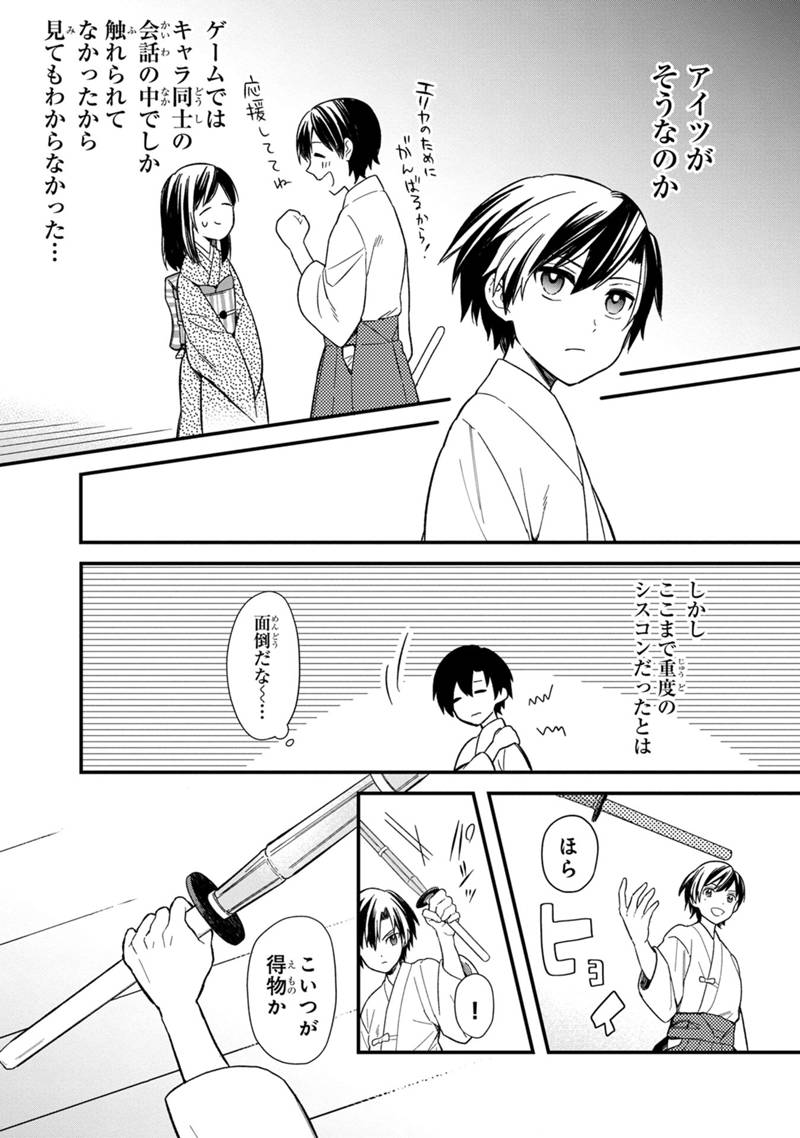 アイツが
そうなのか
エリカのために
がんばるから!
応援しててね
ゲームでは
キャラ同士の
会話の中でしか
触れられて
なかったから
見てもわからなかった…
しかし
ここまで重度の
シスコンだったとは
面倒だな〜…
ほら
ヒョイ
!
こいつが
得物か